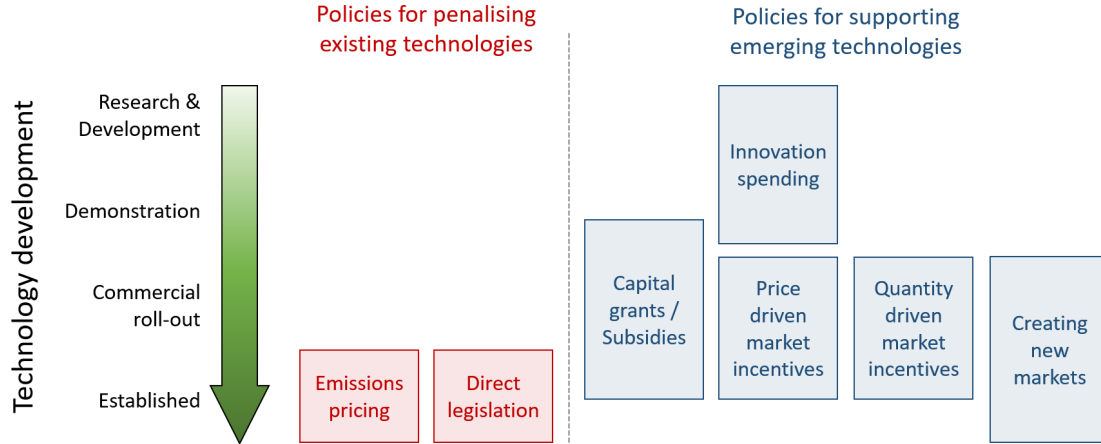 Policies for penalising
existing technologies
Policies for supporting
emerging technologies
Technology development
Research &
Development
Demonstration
Commercial
roll-out
Established
Emissions
pricing
Direct
legislation
Innovation
spending
Capital
grants /
Subsidies
Price
driven
market
incentives
Quantity
driven
market
incentives
Creating
new
markets